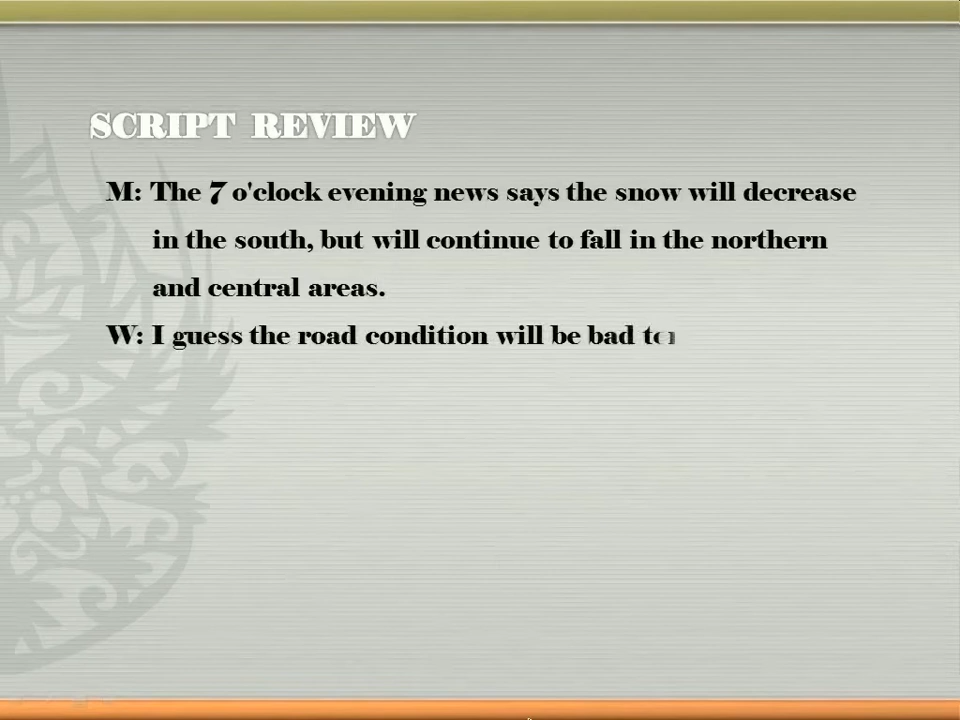 SCRIPT REVIEW
M: The 7 o'clock evening news says the snow will decrease
in the south, but will continue to fall in the northern
and central areas.
W: I guess the road condition will be bad